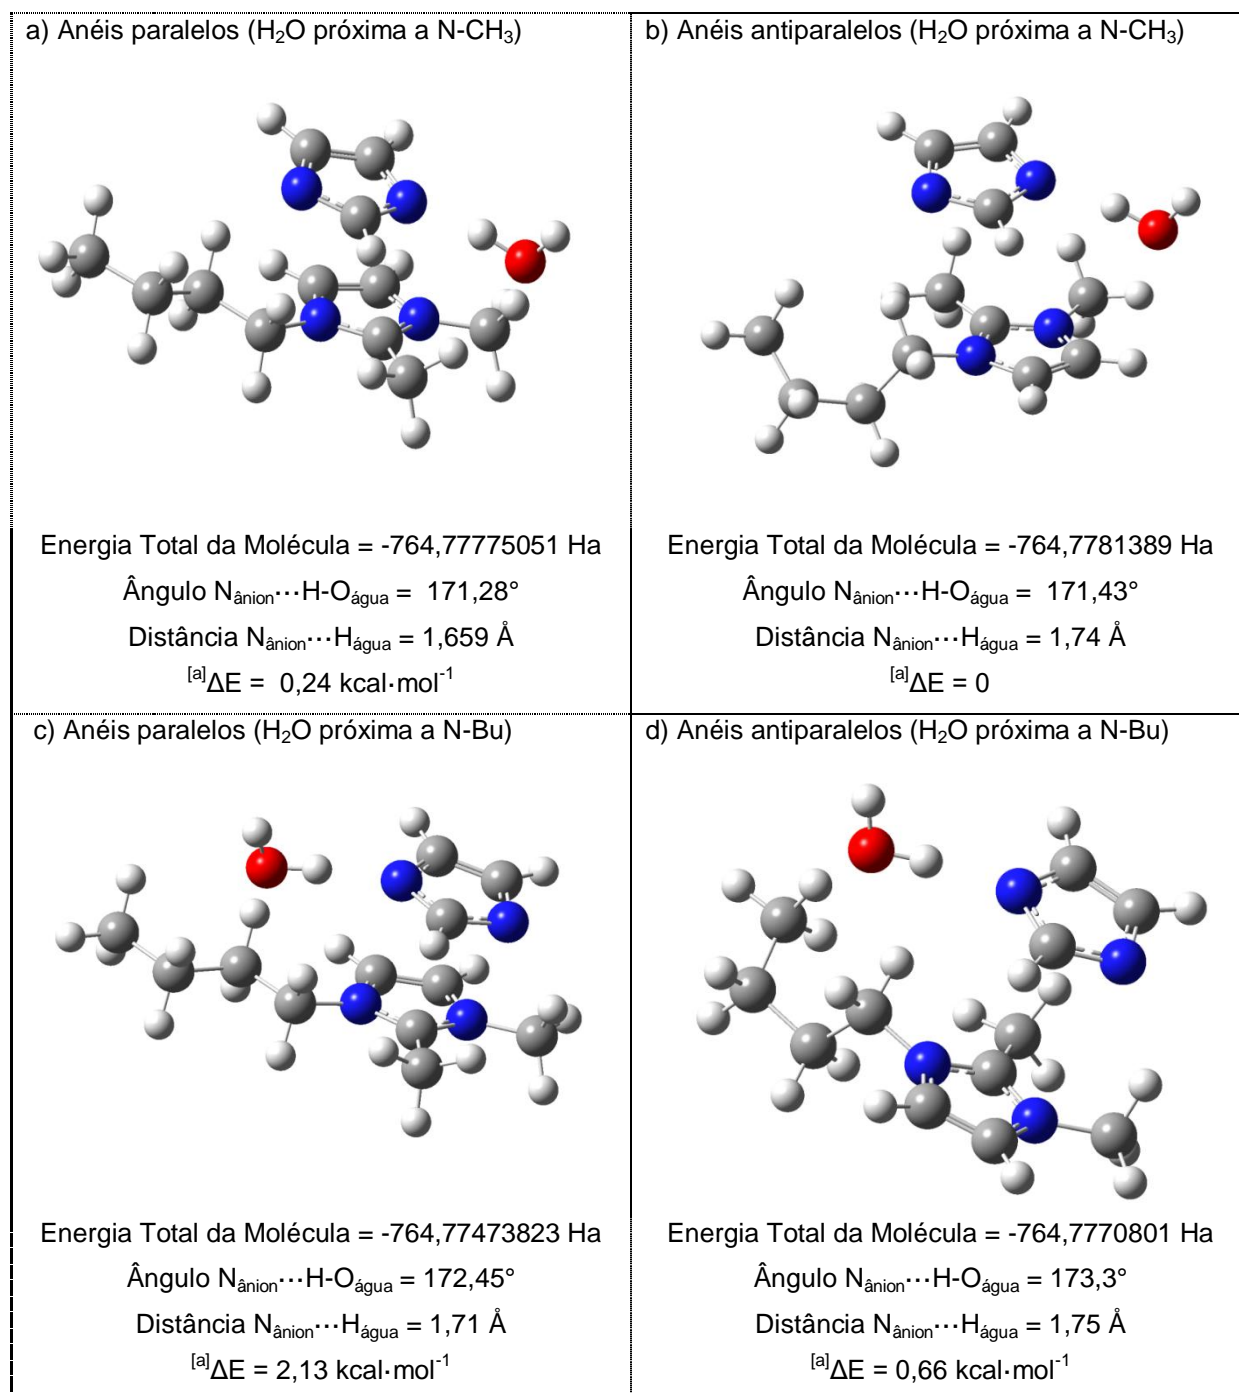 a) Anéis paralelos (H₂O próxima a N-CH₃)
Energia Total da Molécula = -764,77775051 Ha
Ângulo Nânion⋯H-Oágua = 171,28°
Distância Nânion⋯Hágua = 1,659 Å
[a]ΔE = 0,24 kcal·mol⁻¹
b) Anéis antiparalelos (H₂O próxima a N-CH₃)
Energia Total da Molécula = -764,7781389 Ha
Ângulo Nânion⋯H-Oágua = 171,43°
Distância Nânion⋯Hágua = 1,74 Å
[a]ΔE = 0
c) Anéis paralelos (H₂O próxima a N-Bu)
Energia Total da Molécula = -764,77473823 Ha
Ângulo Nânion⋯H-Oágua = 172,45°
Distância Nânion⋯Hágua = 1,71 Å
[a]ΔE = 2,13 kcal·mol⁻¹
d) Anéis antiparalelos (H₂O próxima a N-Bu)
Energia Total da Molécula = -764,7770801 Ha
Ângulo Nânion⋯H-Oágua = 173,3°
Distância Nânion⋯Hágua = 1,75 Å
[a]ΔE = 0,66 kcal·mol⁻¹